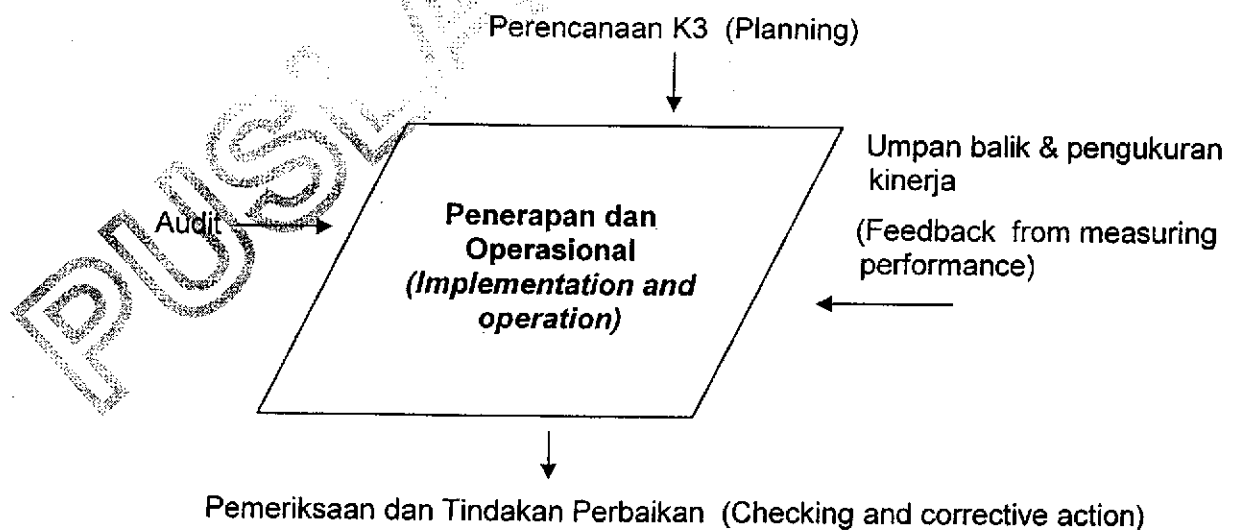 Perencanaan K3 (Planning)
Umpan balik & pengukuran
kinerja
(Feedback from measuring
performance)
Audit
Penerapan dan
Operasional
(Implementation and
operation)
Pemeriksaan dan Tindakan Perbaikan (Checking and corrective action)